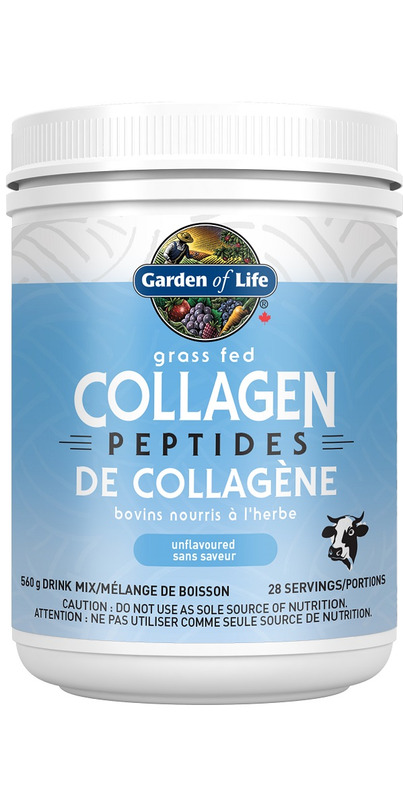 Garden of Life
®
grass fed
COLLAGEN
PEPTIDES
DE COLLAGÈNE
bovins nourris à l'herbe
unflavoured
sans saveur
560 g DRINK MIX/MÉLANGE DE BOISSON 28 SERVINGS/PORTIONS
CAUTION : DO NOT USE AS SOLE SOURCE OF NUTRITION.
ATTENTION : NE PAS UTILISER COMME SEULE SOURCE DE NUTRITION.